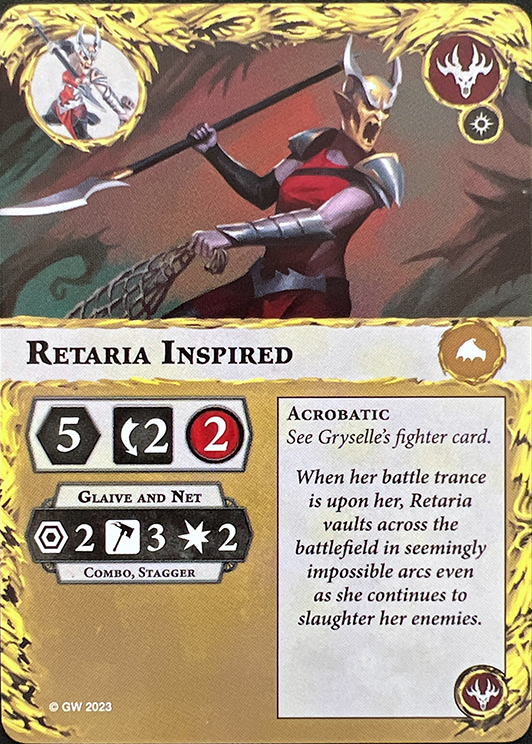 Retaria Inspired
5 2 2
Glaive and Net
2 3 2
Combo, Stagger
Acrobatic
See Gryselle's fighter card.
When her battle trance
is upon her, Retaria
vaults across the
battlefield in seemingly
impossible arcs even
as she continues to
slaughter her enemies.
© GW 2023